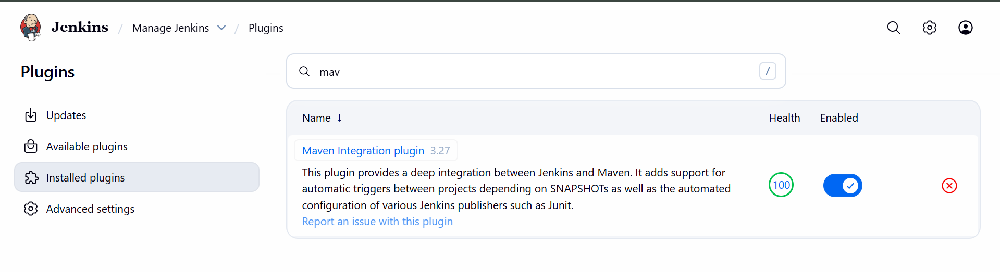 Jenkins / Manage Jenkins / Plugins
Plugins
mav /
Updates
Available plugins
Installed plugins
Advanced settings
Name ↓ Health Enabled
Maven Integration plugin 3.27
This plugin provides a deep integration between Jenkins and Maven. It adds support for
automatic triggers between projects depending on SNAPSHOTs as well as the automated
configuration of various Jenkins publishers such as Junit.
Report an issue with this plugin
100